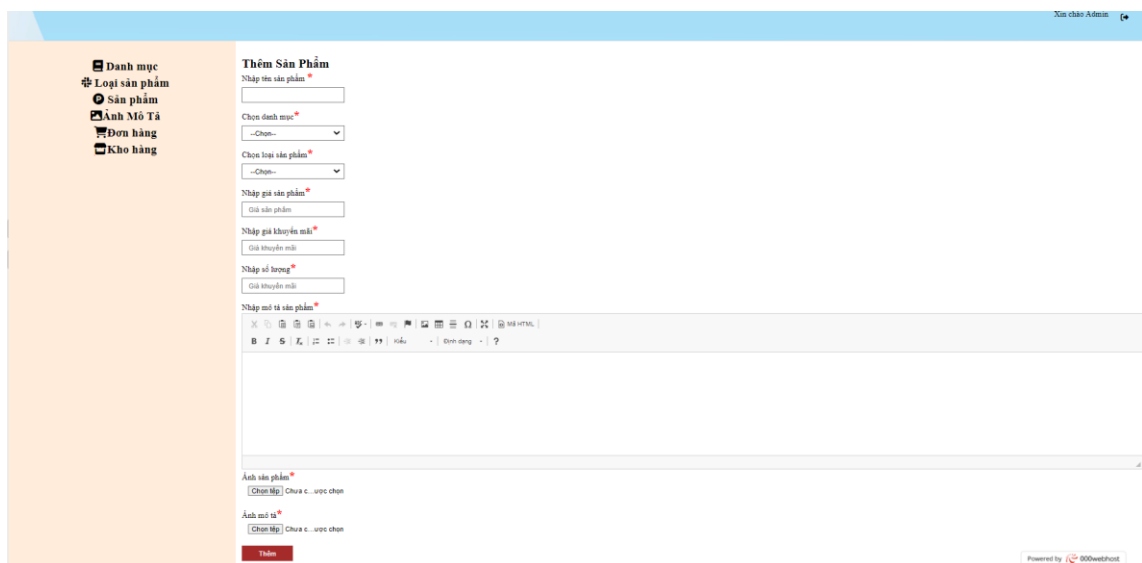 Xin chào Admin
Danh mục
Loại sản phẩm
Sản phẩm
Ảnh Mô Tả
Đơn hàng
Kho hàng
Thêm Sản Phẩm
Nhập tên sản phẩm *
Chọn danh mục*
--Chọn--
Chọn loại sản phẩm*
--Chọn--
Nhập giá sản phẩm*
Giá sản phẩm
Nhập giá khuyến mãi*
Giá khuyến mãi
Nhập số lượng*
Giá khuyến mãi
Nhập mô tả sản phẩm*
Ω Mã HTML
B I S Tx Kiểu Định dạng ?
Ảnh sản phẩm*
Chọn tệp Chưa c...ược chọn
Ảnh mô tả*
Chọn tệp Chưa c...ược chọn
Thêm
Powered by 000webhost